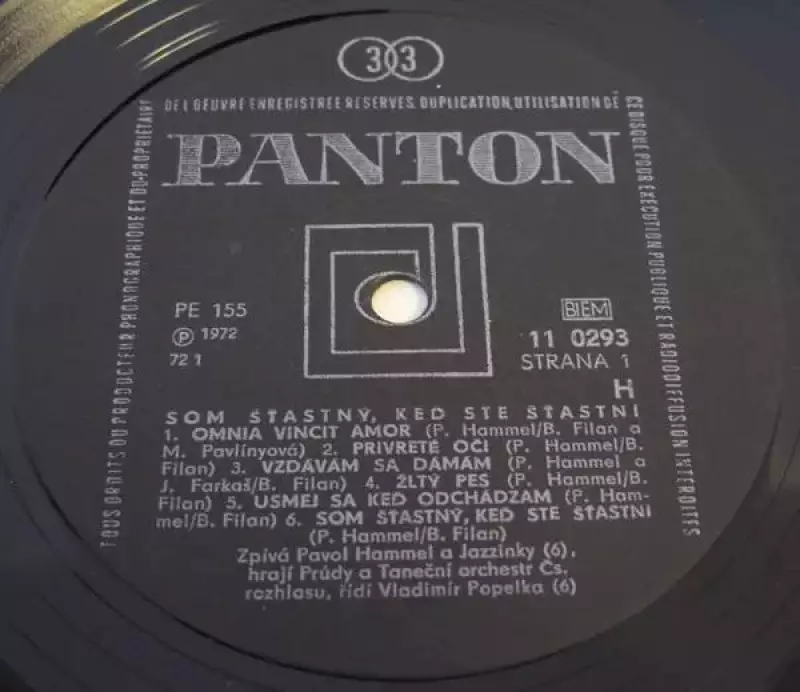 33
DE L OEUVRE ENREGISTREE RESERVES. DUPLICATION, UTILISATION DE
CE DISQUE POUR EXECUTION PUBLIQUE ET RADIODIFFUSION INTERDITES
TOUS DROITS DU PRODUCTEUR PHONOGRAPHIQUE ET DU PROPRIETAIRE
PANTON
PE 155
Ⓟ 1972
72 1
BIEM
11 0293
STRANA 1
H
SOM ŠŤASTNÝ, KEĎ STE ŠŤASTNÍ
1. OMNIA VINCIT AMOR (P. Hammel/B. Filan a
M. Pavlínyová) 2. PRIVRETE OČI (P. Hammel/B.
Filan) 3. VZDÁVAM SA DÁMAM (P. Hammel a
J. Farkaš/B. Filan) 4. ŽLTÝ PES (P. Hammel/B.
Filan) 5. USMEJ SA KEĎ ODCHÁDZAM (P. Ham-
mel/B. Filan) 6. SOM ŠŤASTNÝ, KEĎ STE ŠŤASTNÍ
(P. Hammel/B. Filan)
Zpívá Pavol Hammel a Jazzinky (6),
hrají Prúdy a Taneční orchestr Čs.
rozhlasu, řídí Vladimír Popelka (6)